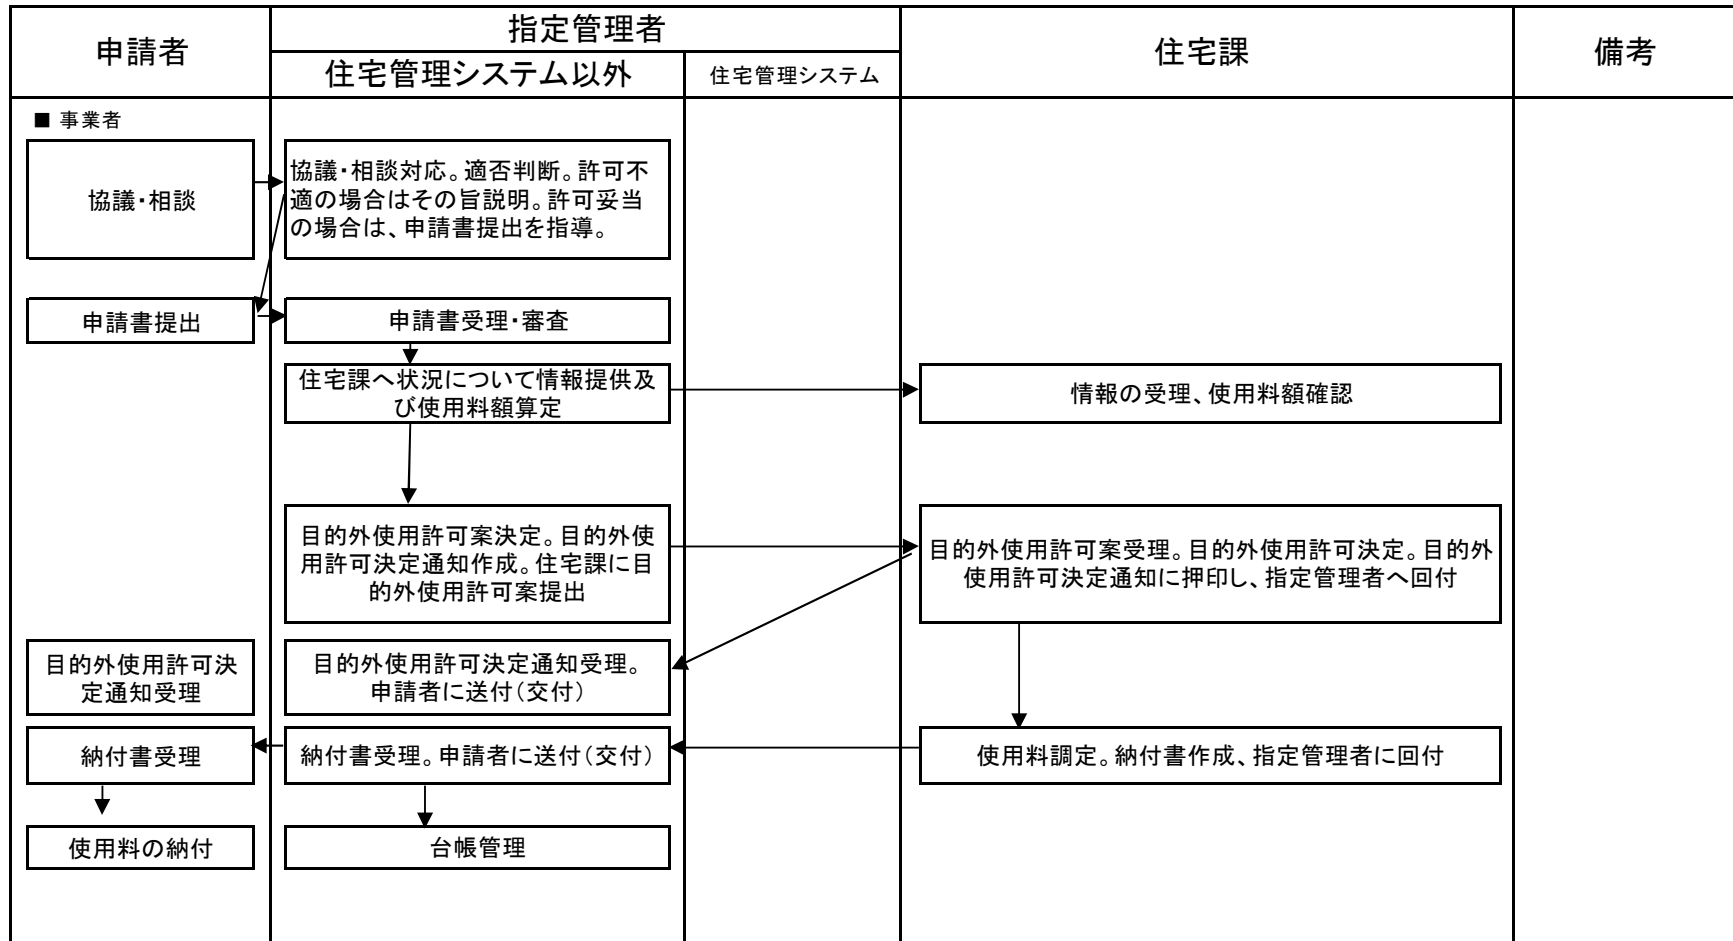 申請者
指定管理者
住宅管理システム以外
住宅管理システム
住宅課
備考
■ 事業者
協議・相談
協議・相談対応。適否判断。許可不
適の場合はその旨説明。許可妥当
の場合は、申請書提出を指導。
申請書提出
申請書受理・審査
住宅課へ状況について情報提供及
び使用料額算定
情報の受理、使用料額確認
目的外使用許可案決定。目的外使
用許可決定通知作成。住宅課に目
的外使用許可案提出
目的外使用許可案受理。目的外使用許可決定。目的外
使用許可決定通知に押印し、指定管理者へ回付
目的外使用許可決
定通知受理
目的外使用許可決定通知受理。
申請者に送付（交付）
納付書受理
納付書受理。申請者に送付（交付）
使用料調定。納付書作成、指定管理者に回付
使用料の納付
台帳管理